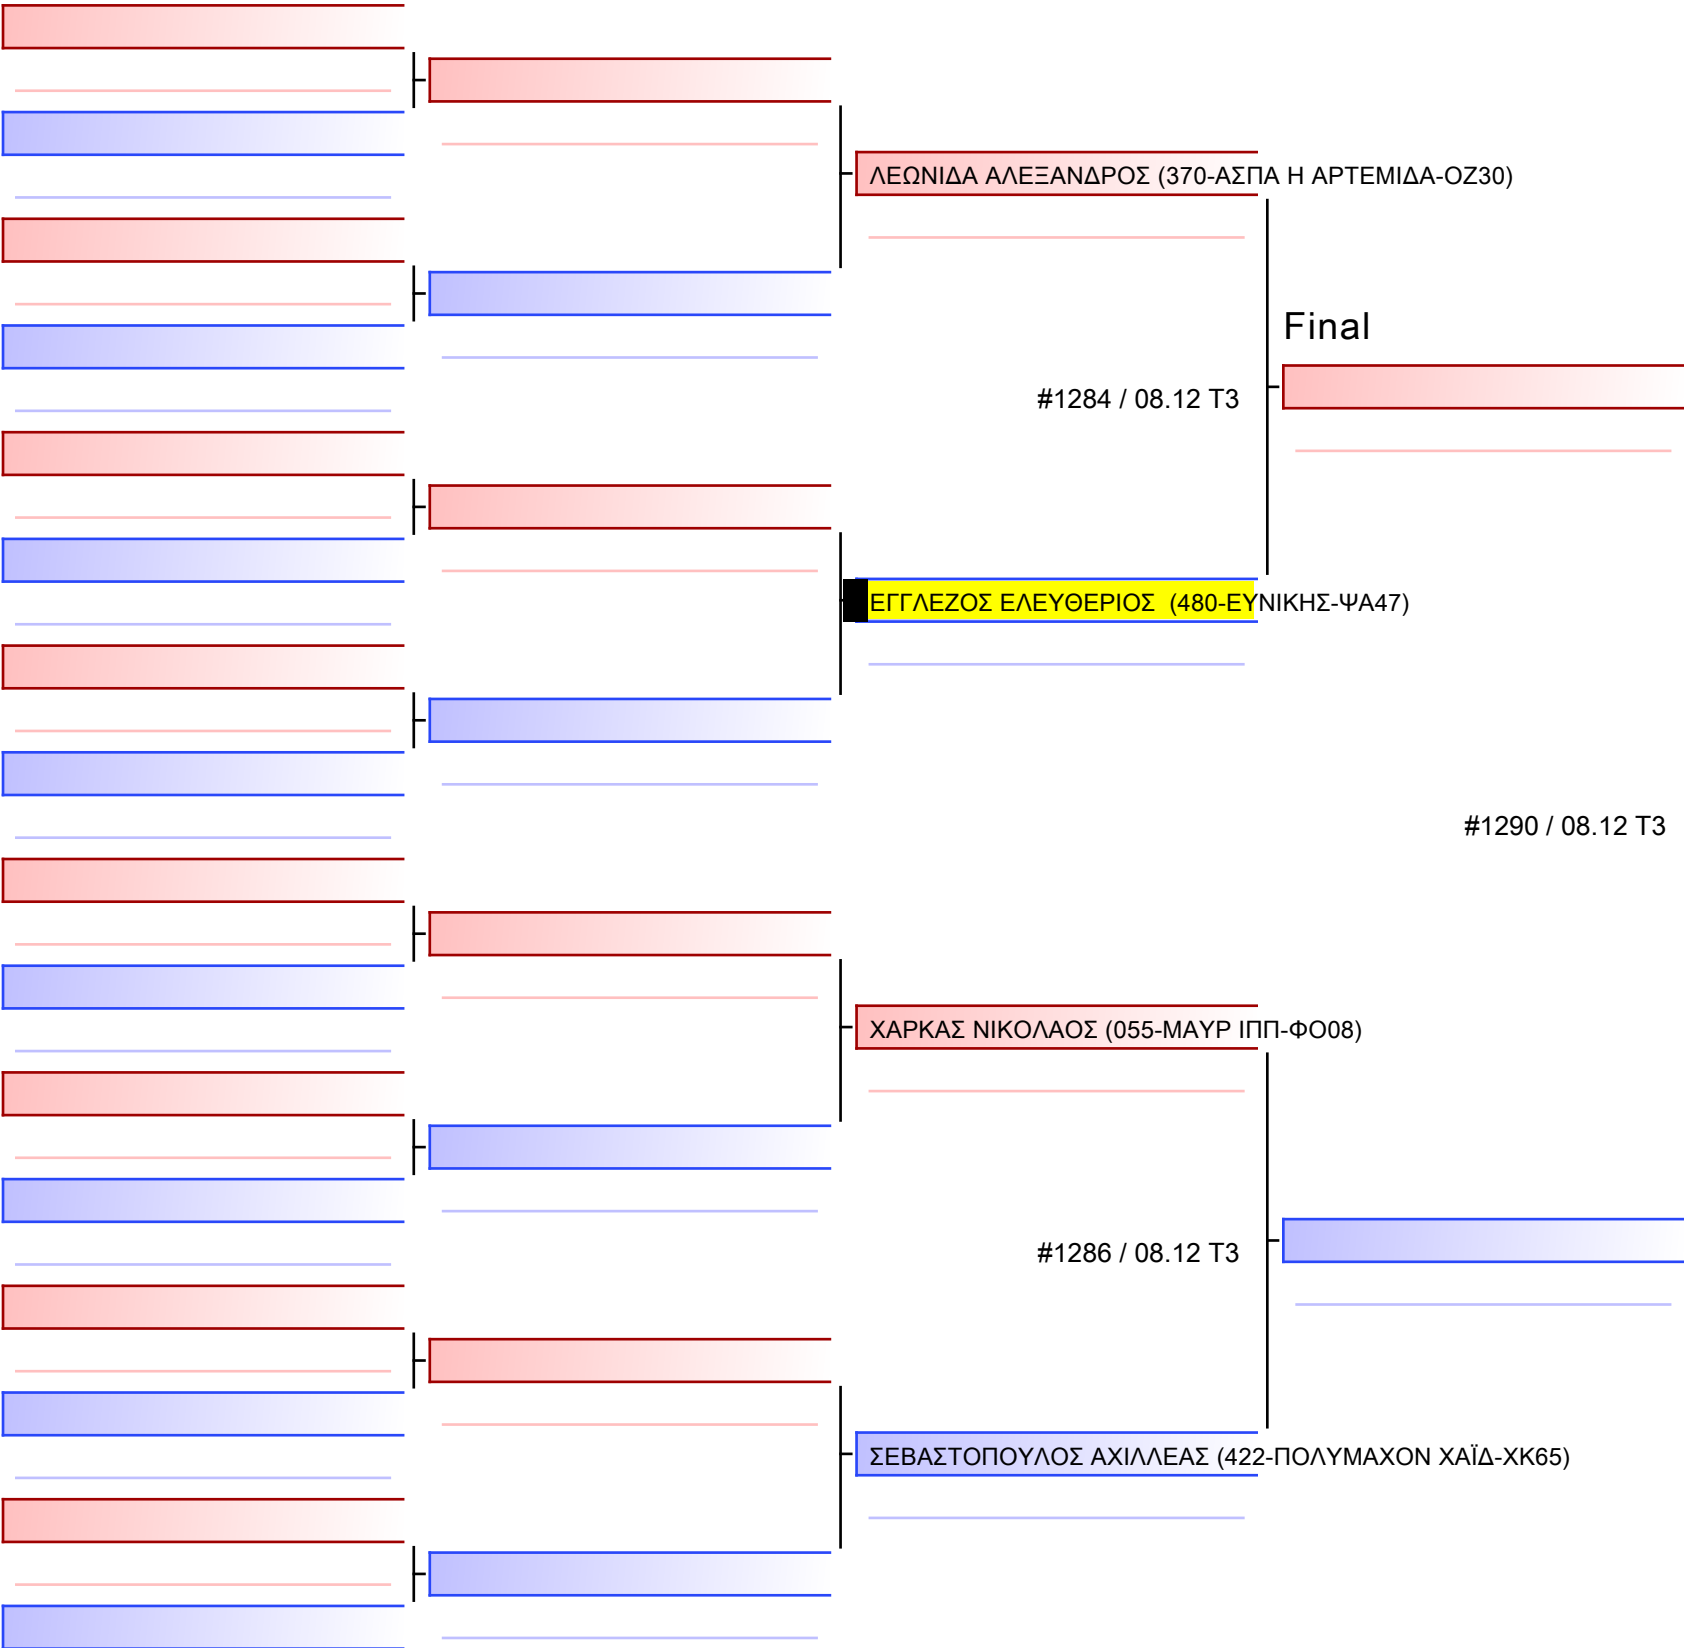 ΛΕΩΝΙΔΑ ΑΛΕΞΑΝΔΡΟΣ (370-ΑΣΠΑ Η ΑΡΤΕΜΙΔΑ-ΟΖ30)
Final
#1284 / 08.12 T3
ΕΓΓΛΕΖΟΣ ΕΛΕΥΘΕΡΙΟΣ  (480-ΕΥΝΙΚΗΣ-ΨΑ47)
#1290 / 08.12 T3
ΧΑΡΚΑΣ ΝΙΚΟΛΑΟΣ (055-ΜΑΥΡ ΙΠΠ-ΦΟ08)
#1286 / 08.12 T3
ΣΕΒΑΣΤΟΠΟΥΛΟΣ ΑΧΙΛΛΕΑΣ (422-ΠΟΛΥΜΑΧΟΝ ΧΑΪΔ-ΧΚ65)